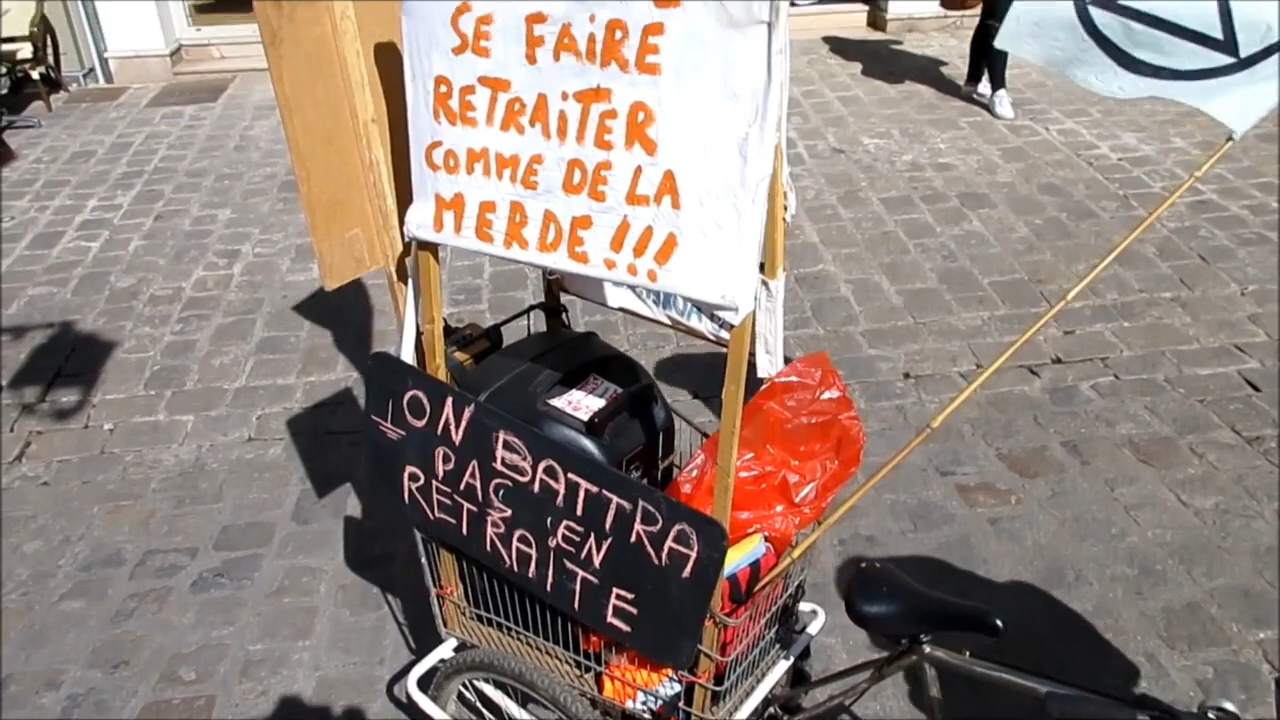 SE FAiRE
RETRAiTER
COMME DE LA
MERDE!!!
ON BATTRA
PAS EN
RETRAiTE